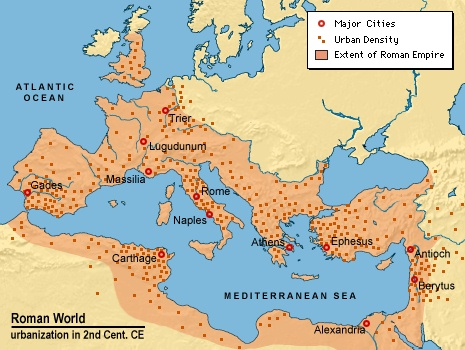 Major Cities
Urban Density
Extent of Roman Empire
ATLANTIC
OCEAN
Trier
Lugudunum
Massilia
Gades
Rome
Naples
Athens
Ephesus
Carthage
Antioch
Berytus
MEDITERRANEAN SEA
Alexandria
Roman World
urbanization in 2nd Cent. CE